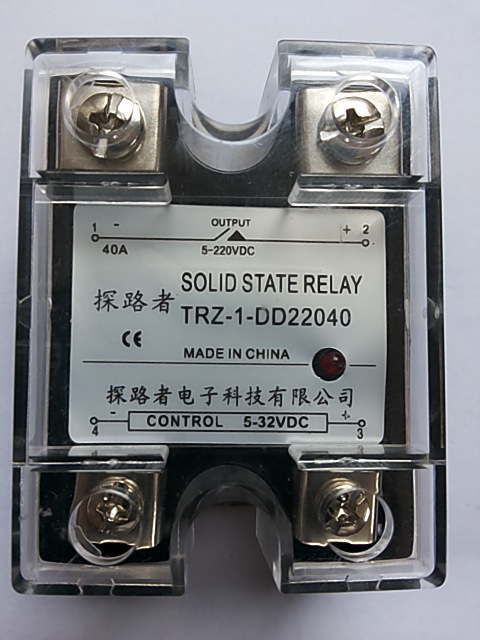 OUTPUT
1 - + 2
40A 5-220VDC
SOLID STATE RELAY
探路者 TRZ-1-DD22040
CE
MADE IN CHINA
探路者电子科技有限公司
- +
4 CONTROL 5-32VDC 3